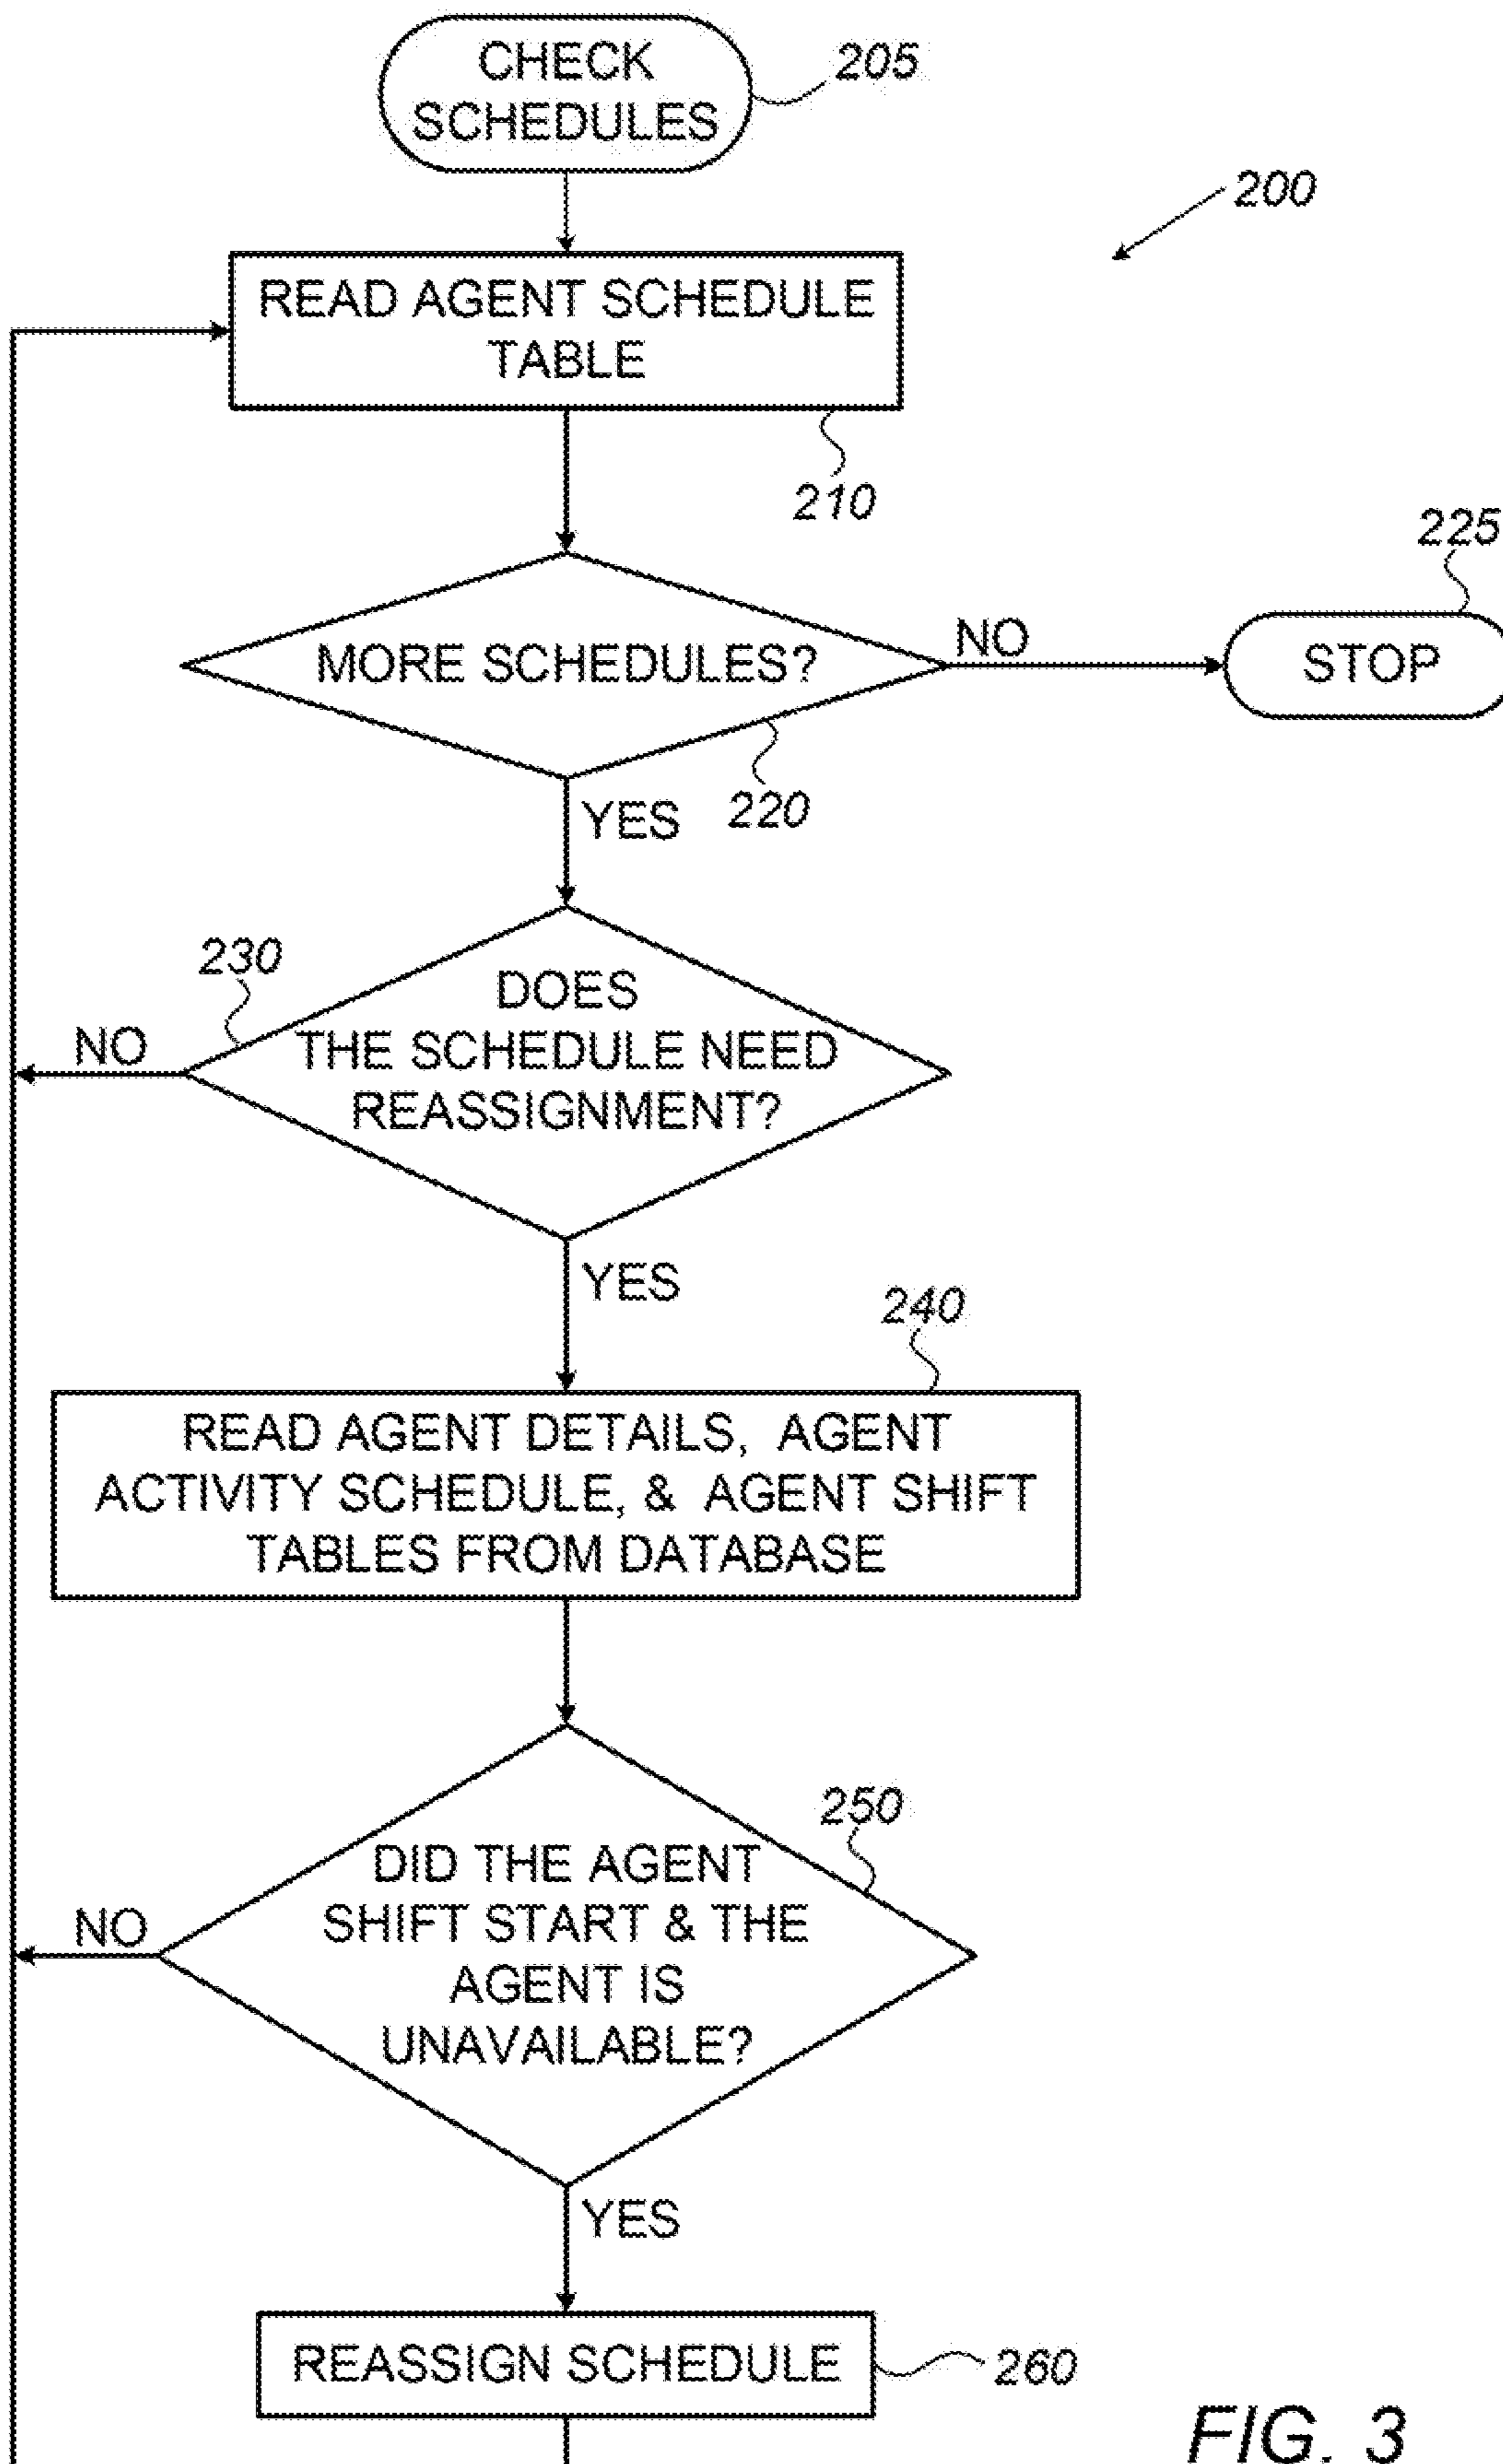 CHECK
SCHEDULES
205
200
READ AGENT SCHEDULE
TABLE
210
225
MORE SCHEDULES?
NO
STOP
220
YES
230
DOES
THE SCHEDULE NEED
REASSIGNMENT?
NO
YES
240
READ AGENT DETAILS, AGENT
ACTIVITY SCHEDULE, & AGENT SHIFT
TABLES FROM DATABASE
250
DID THE AGENT
SHIFT START & THE
AGENT IS
UNAVAILABLE?
NO
YES
REASSIGN SCHEDULE
260
FIG. 3